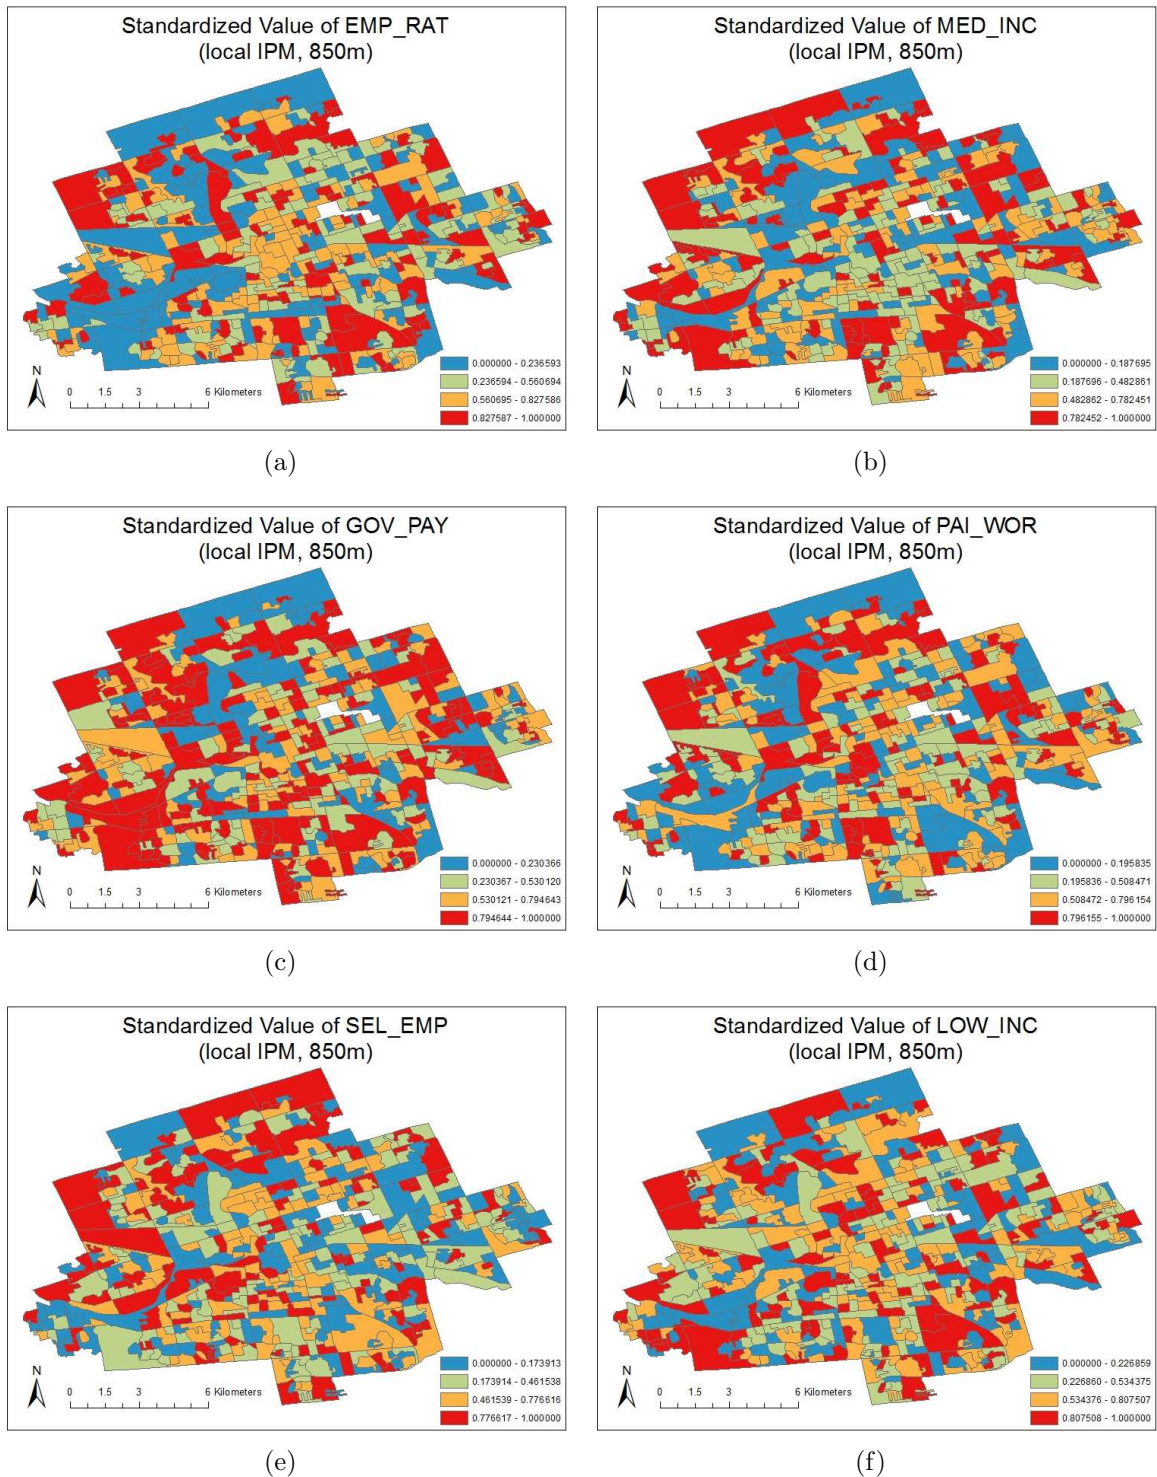 Standardized Value of EMP_RAT
(local IPM, 850m)
N
0 1.5 3 6 Kilometers
0.000000 - 0.236593
0.236594 - 0.560694
0.560695 - 0.827586
0.827587 - 1.000000
(a)
Standardized Value of MED_INC
(local IPM, 850m)
N
0 1.5 3 6 Kilometers
0.000000 - 0.187695
0.187696 - 0.482861
0.482862 - 0.782451
0.782452 - 1.000000
(b)
Standardized Value of GOV_PAY
(local IPM, 850m)
N
0 1.5 3 6 Kilometers
0.000000 - 0.230366
0.230367 - 0.530120
0.530121 - 0.794643
0.794644 - 1.000000
(c)
Standardized Value of PAI_WOR
(local IPM, 850m)
N
0 1.5 3 6 Kilometers
0.000000 - 0.195835
0.195836 - 0.508471
0.508472 - 0.796154
0.796155 - 1.000000
(d)
Standardized Value of SEL_EMP
(local IPM, 850m)
N
0 1.5 3 6 Kilometers
0.000000 - 0.173913
0.173914 - 0.461538
0.461539 - 0.776616
0.776617 - 1.000000
(e)
Standardized Value of LOW_INC
(local IPM, 850m)
N
0 1.5 3 6 Kilometers
0.000000 - 0.226859
0.226860 - 0.534375
0.534376 - 0.807507
0.807508 - 1.000000
(f)